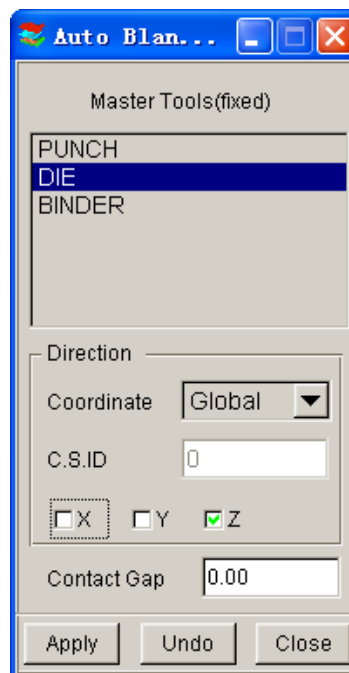 Auto Blan...
Master Tools(fixed)
PUNCH
DIE
BINDER
Direction
Coordinate Global
C.S.ID 0
X Y Z
Contact Gap 0.00
Apply Undo Close